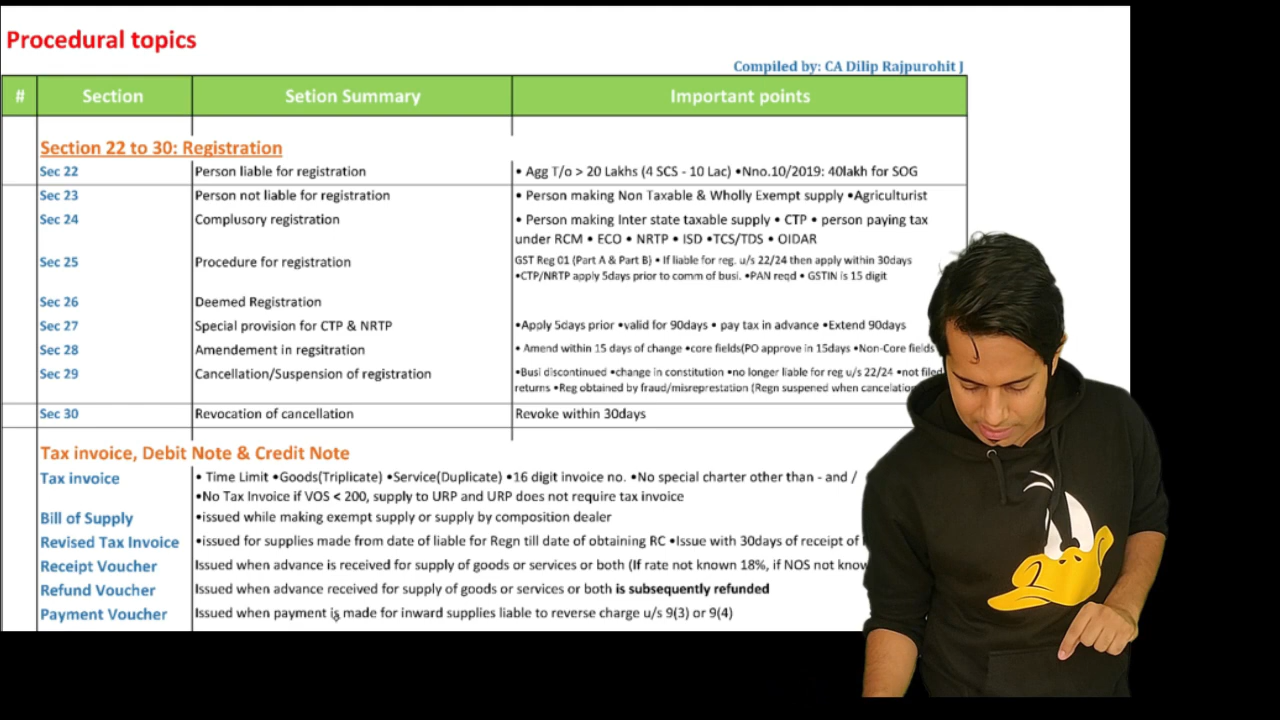 Procedural topics
Compiled by: CA Dilip Rajpurohit J
# Section Setion Summary Important points
Section 22 to 30: Registration
Sec 22 Person liable for registration • Agg T/o > 20 Lakhs (4 SCS - 10 Lac) •Nno.10/2019: 40lakh for SOG
Sec 23 Person not liable for registration • Person making Non Taxable & Wholly Exempt supply •Agriculturist
Sec 24 Complusory registration • Person making Inter state taxable supply • CTP • person paying tax
under RCM • ECO • NRTP • ISD •TCS/TDS • OIDAR
Sec 25 Procedure for registration GST Reg 01 (Part A & Part B) • If liable for reg. u/s 22/24 then apply within 30days
•CTP/NRTP apply 5days prior to comm of busi. •PAN reqd • GSTIN is 15 digit
Sec 26 Deemed Registration
Sec 27 Special provision for CTP & NRTP •Apply 5days prior •valid for 90days • pay tax in advance •Extend 90days
Sec 28 Amendement in regsitration • Amend within 15 days of change •core fields(PO approve in 15days •Non-Core fields
Sec 29 Cancellation/Suspension of registration •Busi discontinued •change in constitution •no longer liable for reg u/s 22/24 •not filed
returns •Reg obtained by fraud/misreprestation (Regn suspened when
Sec 30 Revocation of cancellation Revoke within 30days
Tax invoice, Debit Note & Credit Note
Tax invoice • Time Limit •Goods(Triplicate) •Service(Duplicate) •16 digit invoice no. •No special charter other than - and /
•No Tax Invoice if VOS < 200, supply to URP and URP does not require tax invoice
Bill of Supply •issued while making exempt supply or supply by composition dealer
Revised Tax Invoice •issued for supplies made from date of liable for Regn till date of obtaining RC •Issue with 30days of receipt of
Receipt Voucher Issued when advance is received for supply of goods or services or both (If rate not known 18%, if NOS not
Refund Voucher Issued when advance received for supply of goods or services or both is subsequently refunded
Payment Voucher Issued when payment is made for inward supplies liable to reverse charge u/s 9(3) or 9(4)